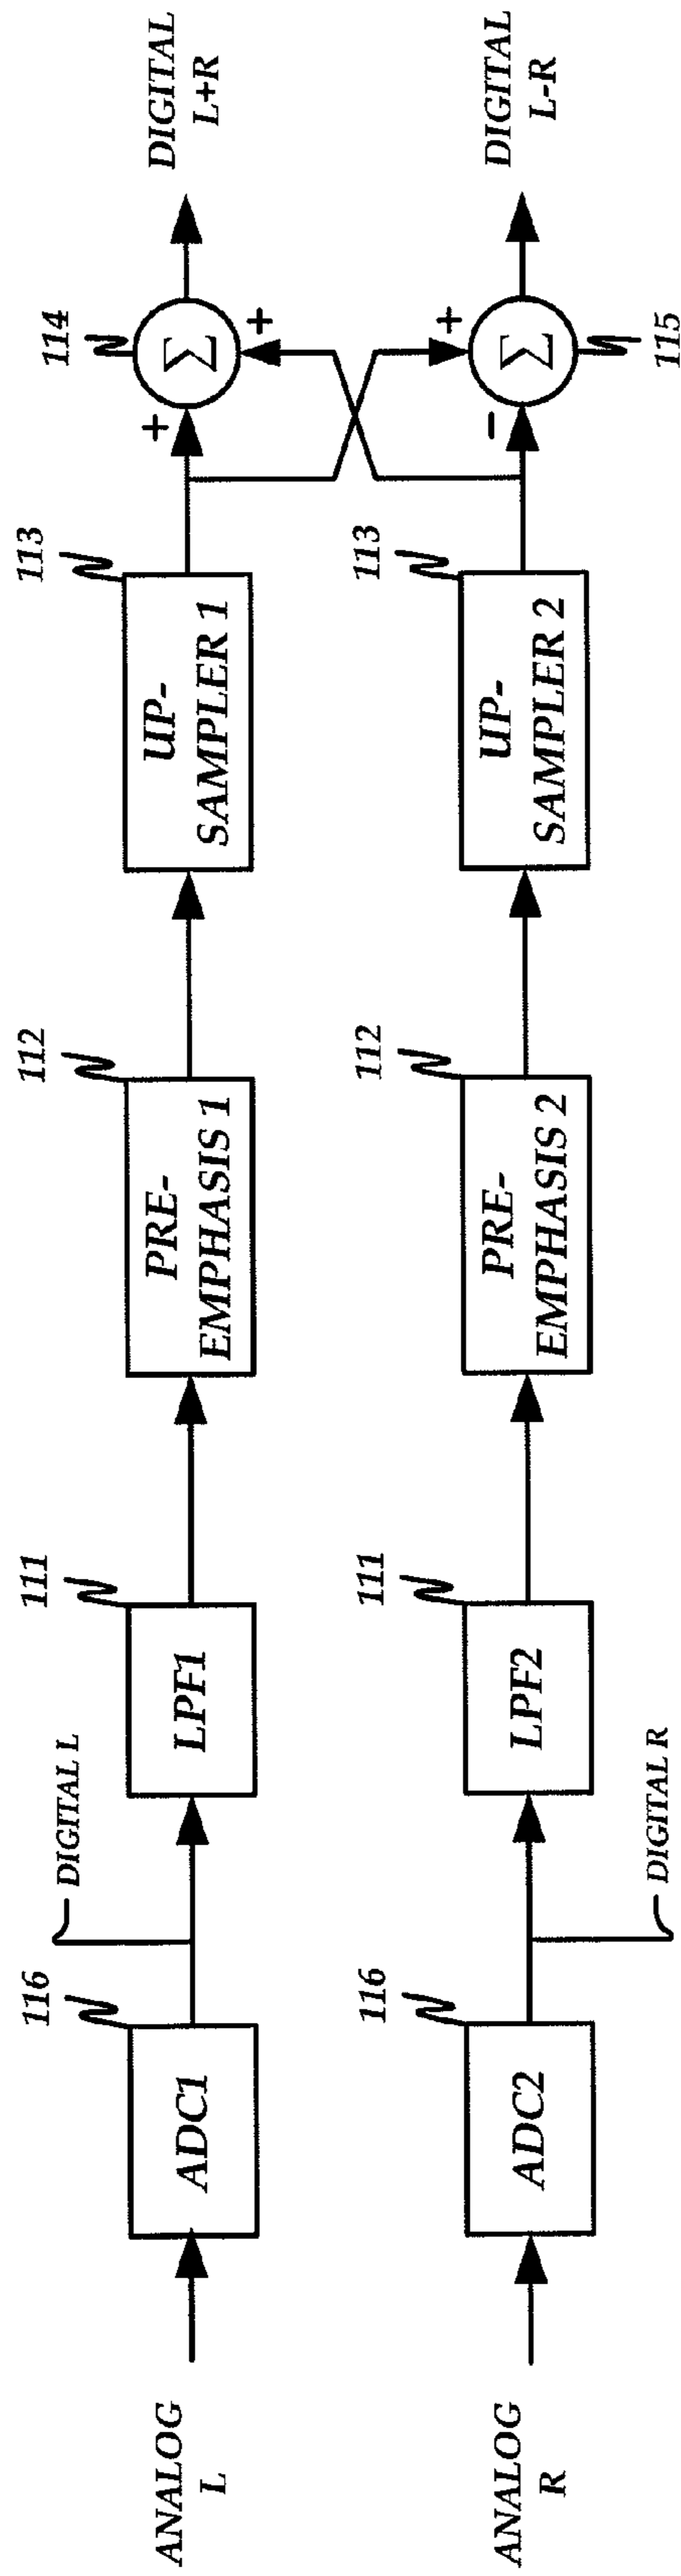 ANALOG
L
116
ADC1
DIGITAL L
111
LPF1
112
PRE-
EMPHASIS 1
113
UP-
SAMPLER 1
114
+
+
Σ
DIGITAL
L+R
ANALOG
R
116
ADC2
DIGITAL R
111
LPF2
112
PRE-
EMPHASIS 2
113
UP-
SAMPLER 2
-
+
Σ
115
DIGITAL
L-R